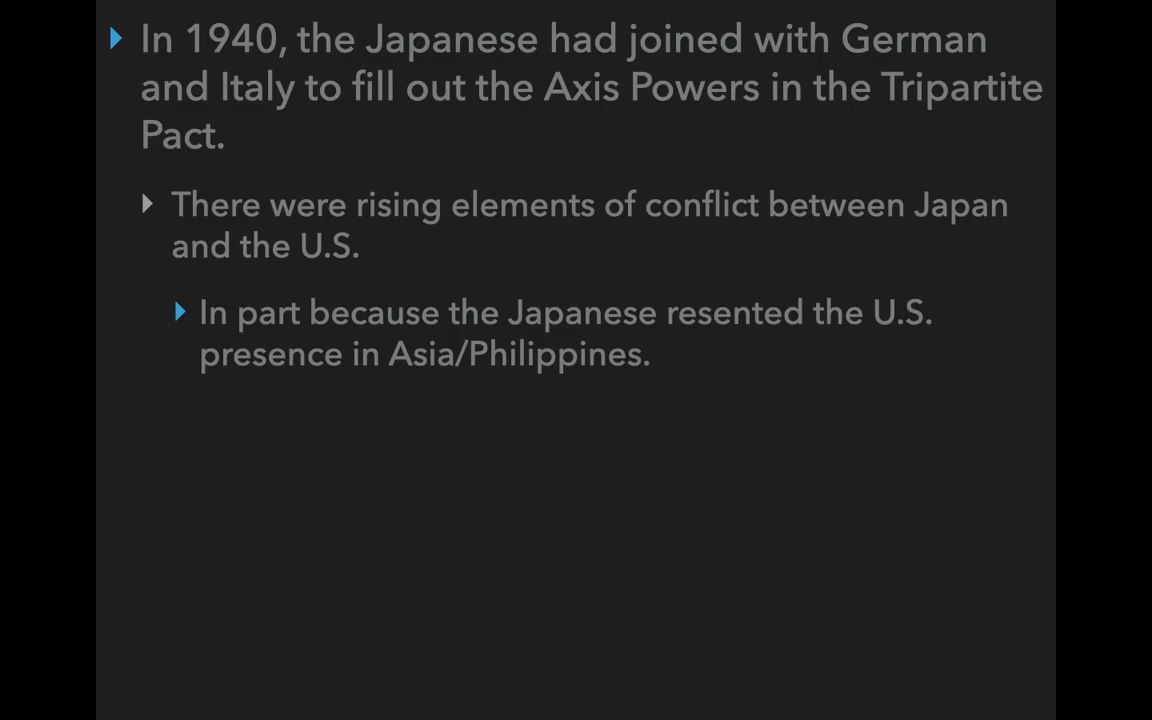 In 1940, the Japanese had joined with German
and Italy to fill out the Axis Powers in the Tripartite
Pact.
There were rising elements of conflict between Japan
and the U.S.
In part because the Japanese resented the U.S.
presence in Asia/Philippines.